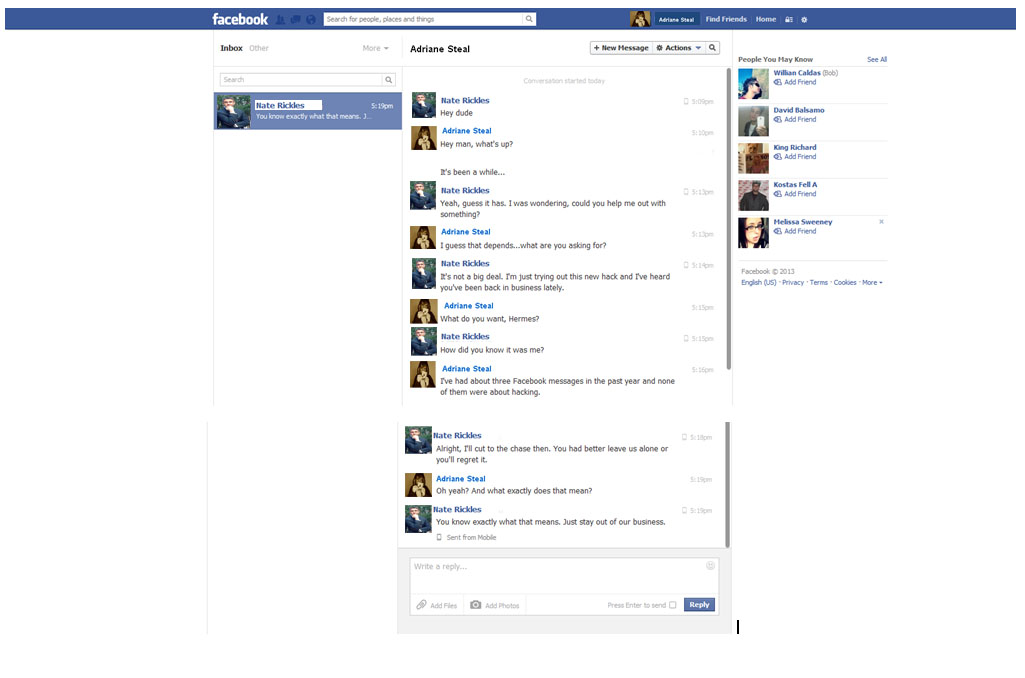 facebook
Search for people, places and things
Adriane Steal
Find Friends
Home
Inbox
Other
More
Adriane Steal
+ New Message
Actions
Search
Nate Rickles
5:19pm
You know exactly what that means. J...
Conversation started today
Nate Rickles
5:09pm
Hey dude
Adriane Steal
5:10pm
Hey man, what's up?
It's been a while...
Nate Rickles
5:13pm
Yeah, guess it has. I was wondering, could you help me out with
something?
Adriane Steal
5:13pm
I guess that depends...what are you asking for?
Nate Rickles
5:14pm
It's not a big deal. I'm just trying out this new hack and I've heard
you've been back in business lately.
Adriane Steal
5:15pm
What do you want, Hermes?
Nate Rickles
5:15pm
How did you know it was me?
Adriane Steal
5:16pm
I've had about three Facebook messages in the past year and none
of them were about hacking.
Nate Rickles
5:18pm
Alright, I'll cut to the chase then. You had better leave us alone or
you'll regret it.
Adriane Steal
5:19pm
Oh yeah? And what exactly does that mean?
Nate Rickles
5:19pm
You know exactly what that means. Just stay out of our business.
Sent from Mobile
Write a reply...
Add Files
Add Photos
Press Enter to send
Reply
People You May Know
See All
Willian Caldas (Bob)
Add Friend
David Balsamo
Add Friend
King Richard
Add Friend
Kostas Fell A
Add Friend
Melissa Sweeney
Add Friend
Facebook © 2013
English (US) · Privacy · Terms · Cookies · More